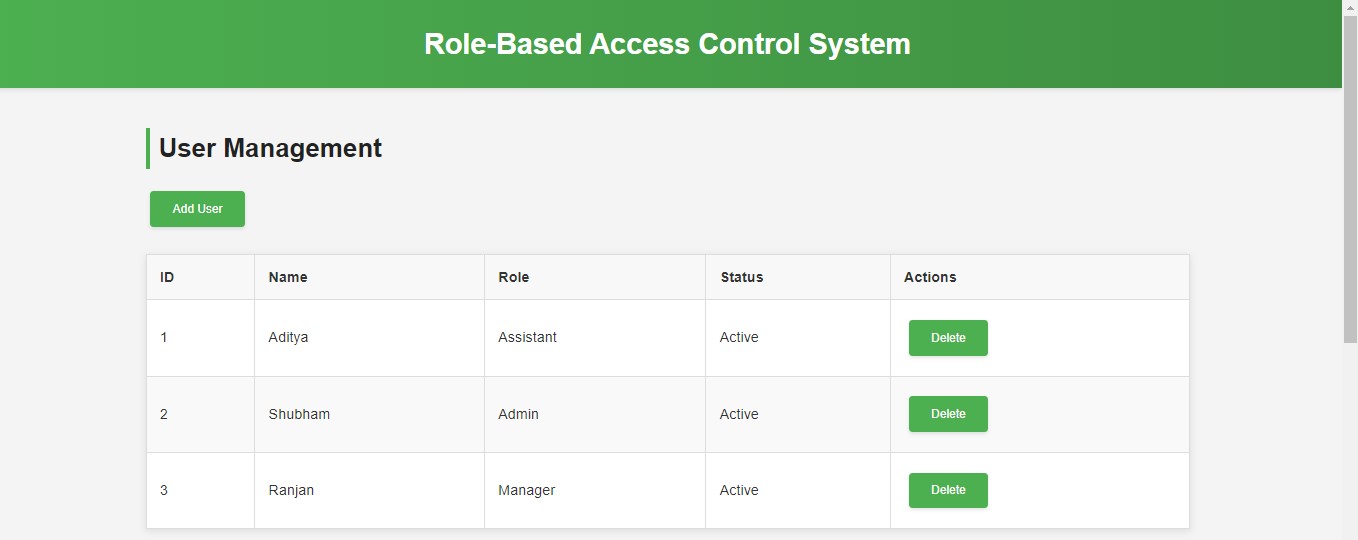 Role-Based Access Control System
User Management
Add User
ID Name Role Status Actions
1 Aditya Assistant Active Delete
2 Shubham Admin Active Delete
3 Ranjan Manager Active Delete